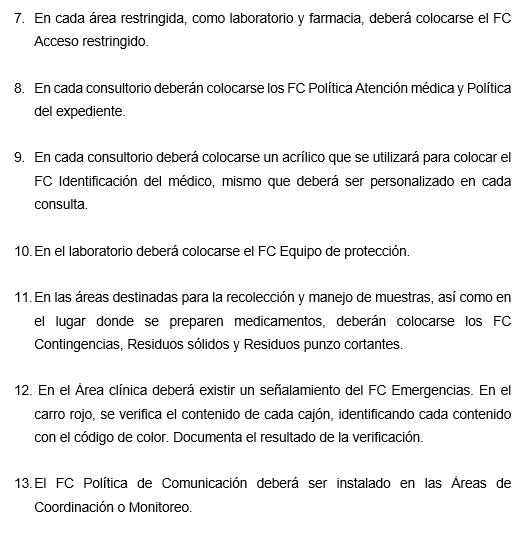 7. En cada área restringida, como laboratorio y farmacia, deberá colocarse el FC
Acceso restringido.
8. En cada consultorio deberán colocarse los FC Política Atención médica y Política
del expediente.
9. En cada consultorio deberá colocarse un acrílico que se utilizará para colocar el
FC Identificación del médico, mismo que deberá ser personalizado en cada
consulta.
10. En el laboratorio deberá colocarse el FC Equipo de protección.
11. En las áreas destinadas para la recolección y manejo de muestras, así como en
el lugar donde se preparen medicamentos, deberán colocarse los FC
Contingencias, Residuos sólidos y Residuos punzo cortantes.
12. En el Área clínica deberá existir un señalamiento del FC Emergencias. En el
carro rojo, se verifica el contenido de cada cajón, identificando cada contenido
con el código de color. Documenta el resultado de la verificación.
13. El FC Política de Comunicación deberá ser instalado en las Áreas de
Coordinación o Monitoreo.